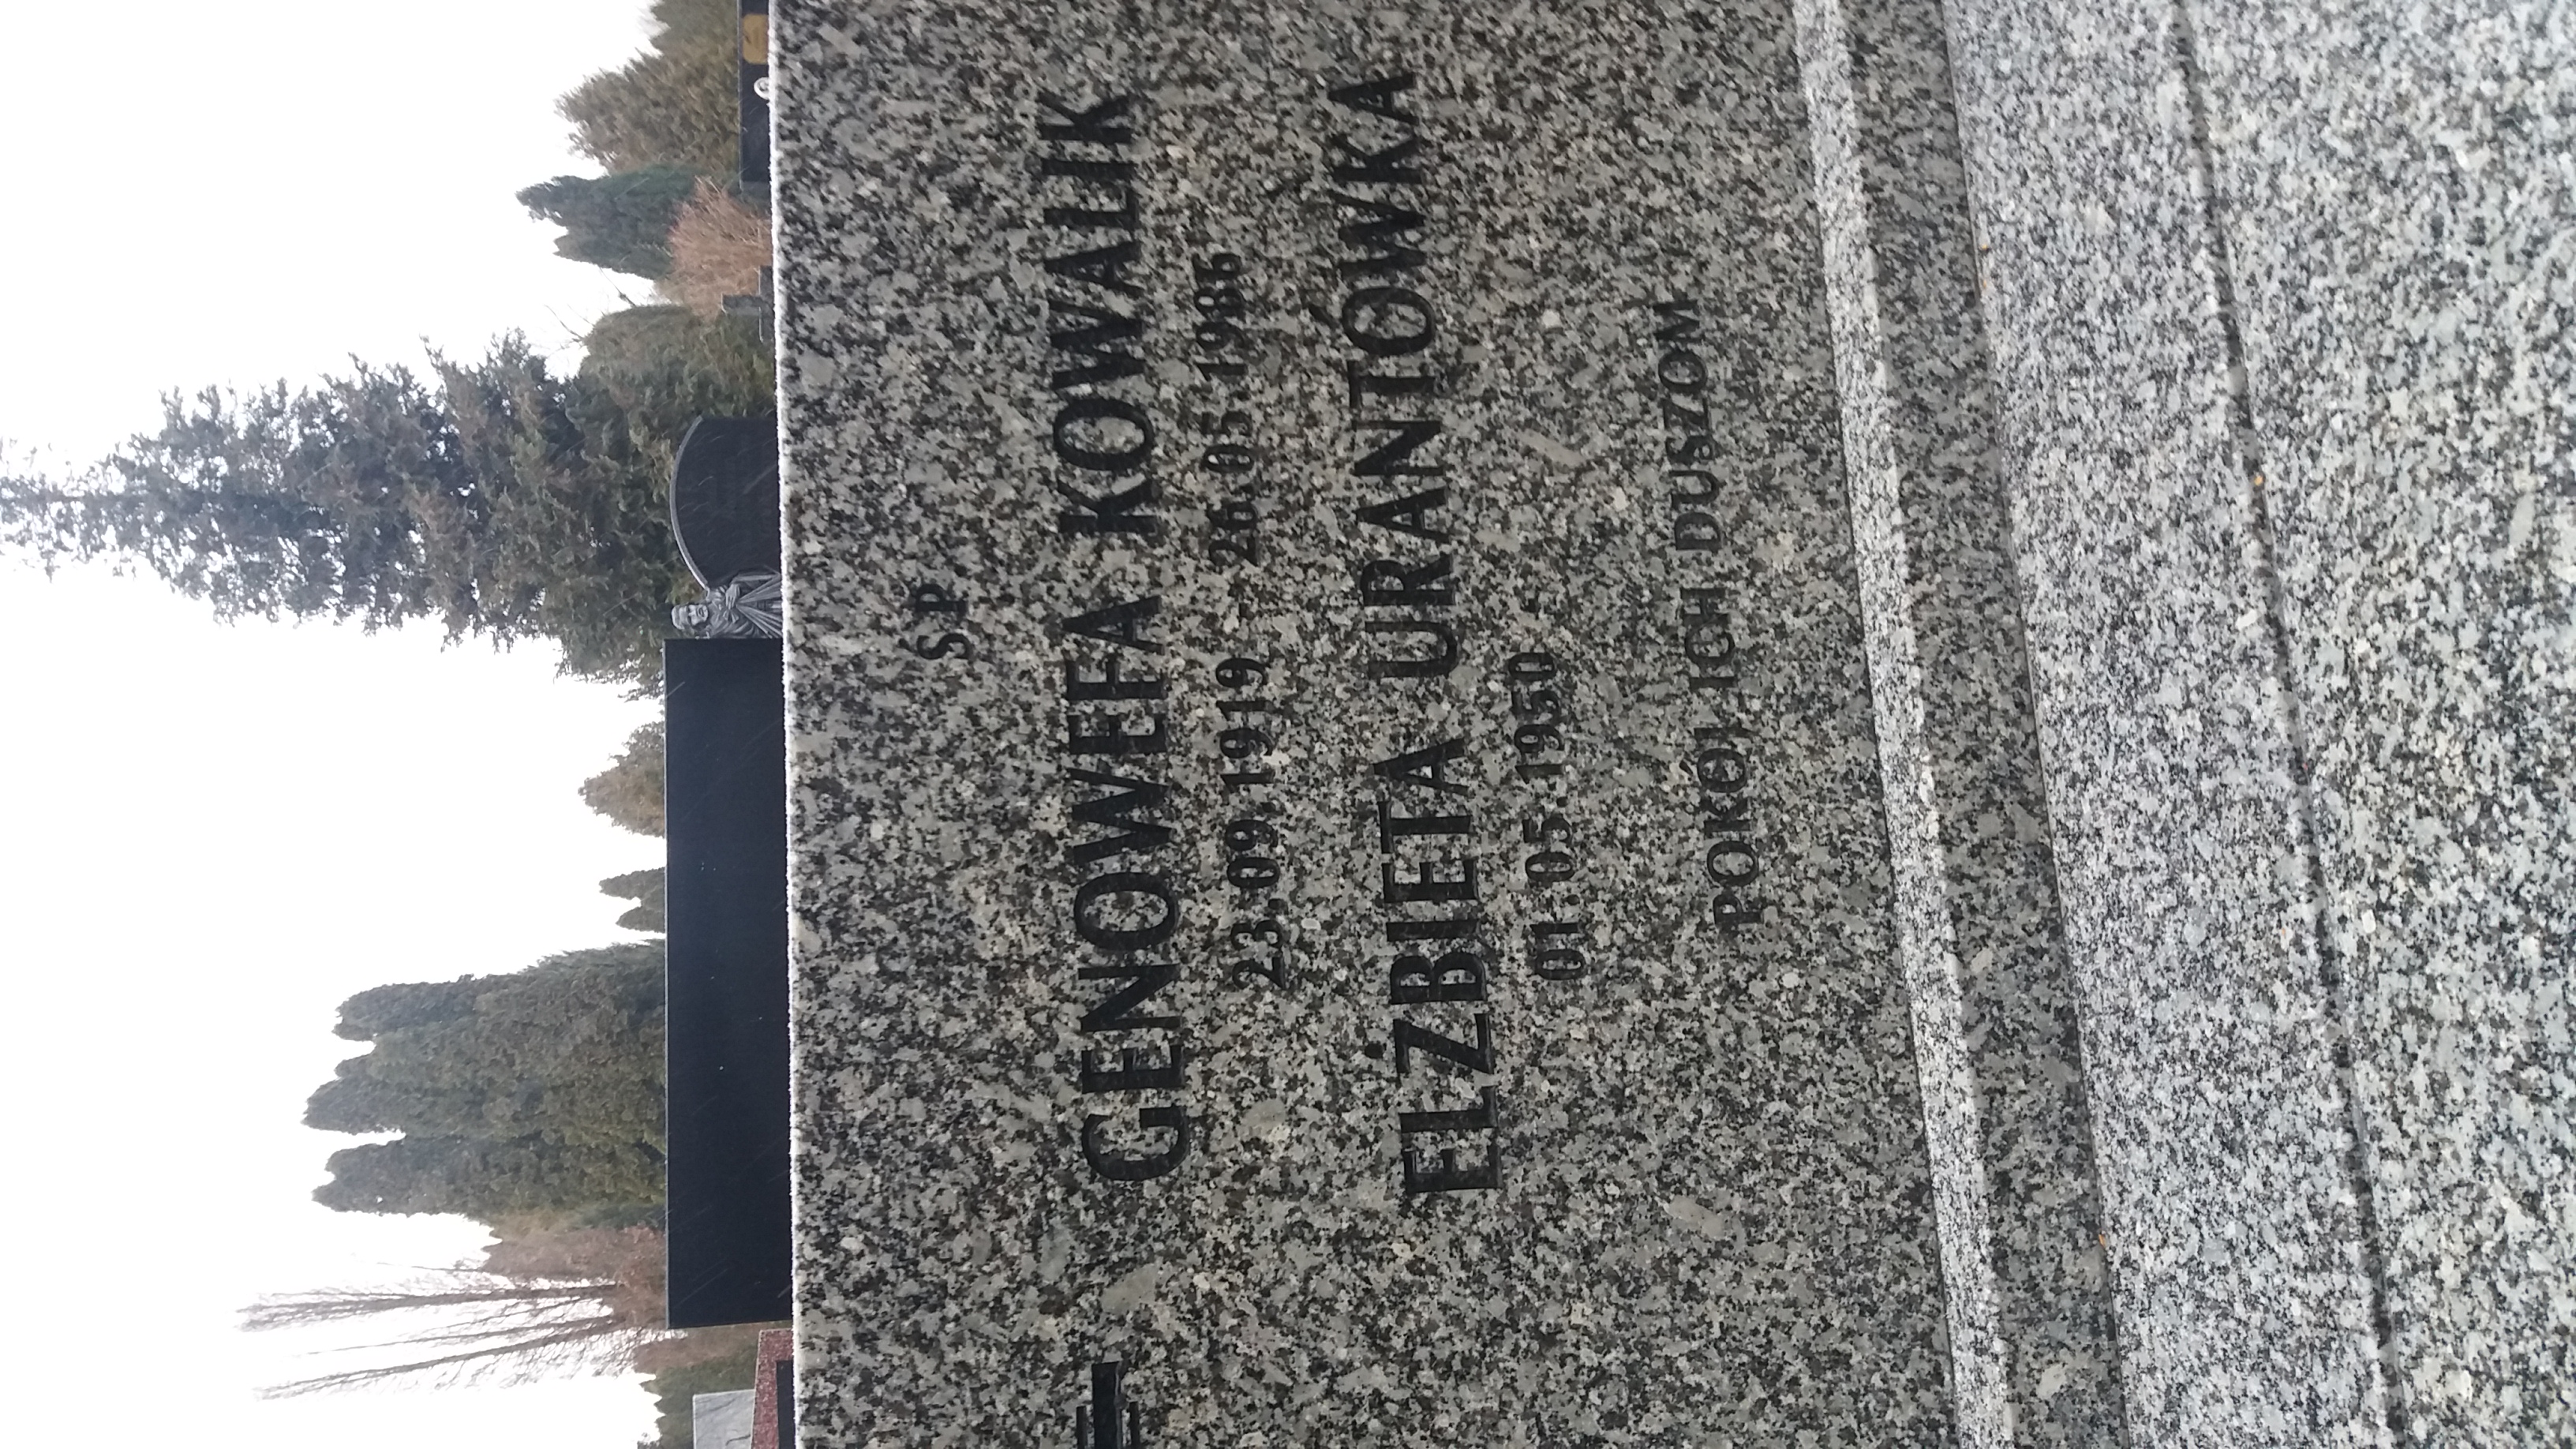 ŚP
GENOWEFA KOWALIK
23.09.1919 - 26.05.1986
ELŻBIETA URANTÓWKA
01.05.1950 -
POKÓJ ICH DUSZOM